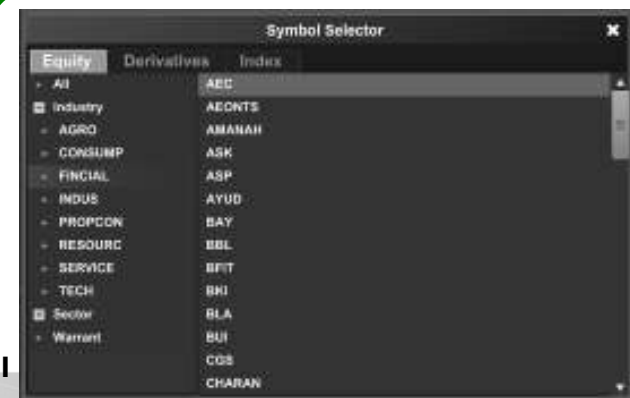 Symbol Selector
Equity Derivatives Index
All
Industry
AGRO
CONSUMP
FINCIAL
INDUS
PROPCON
RESOURC
SERVICE
TECH
Sector
Warrant
AEC
AEONTS
AMANAH
ASK
ASP
AYUD
BAY
BBL
BFIT
BKI
BLA
BUI
CGS
CHARAN